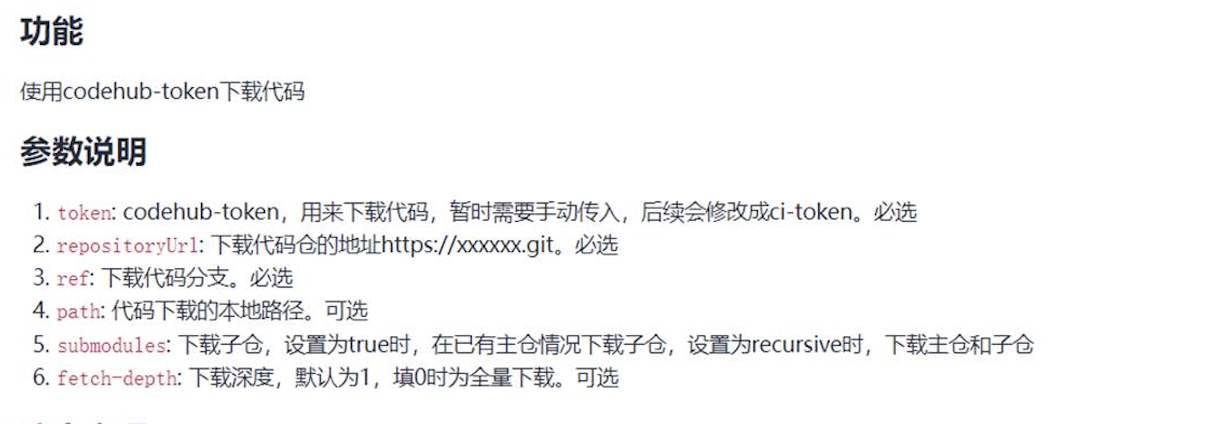 功能
使用codehub-token下载代码
参数说明
1. token: codehub-token，用来下载代码，暂时需要手动传入，后续会修改成ci-token。必选
2. repositoryUrl: 下载代码仓的地址https://xxxxxx.git。必选
3. ref: 下载代码分支。必选
4. path: 代码下载的本地路径。可选
5. submodules: 下载子仓，设置为true时，在已有主仓情况下载子仓，设置为recursive时，下载主仓和子仓
6. fetch-depth: 下载深度，默认为1，填0时为全量下载。可选